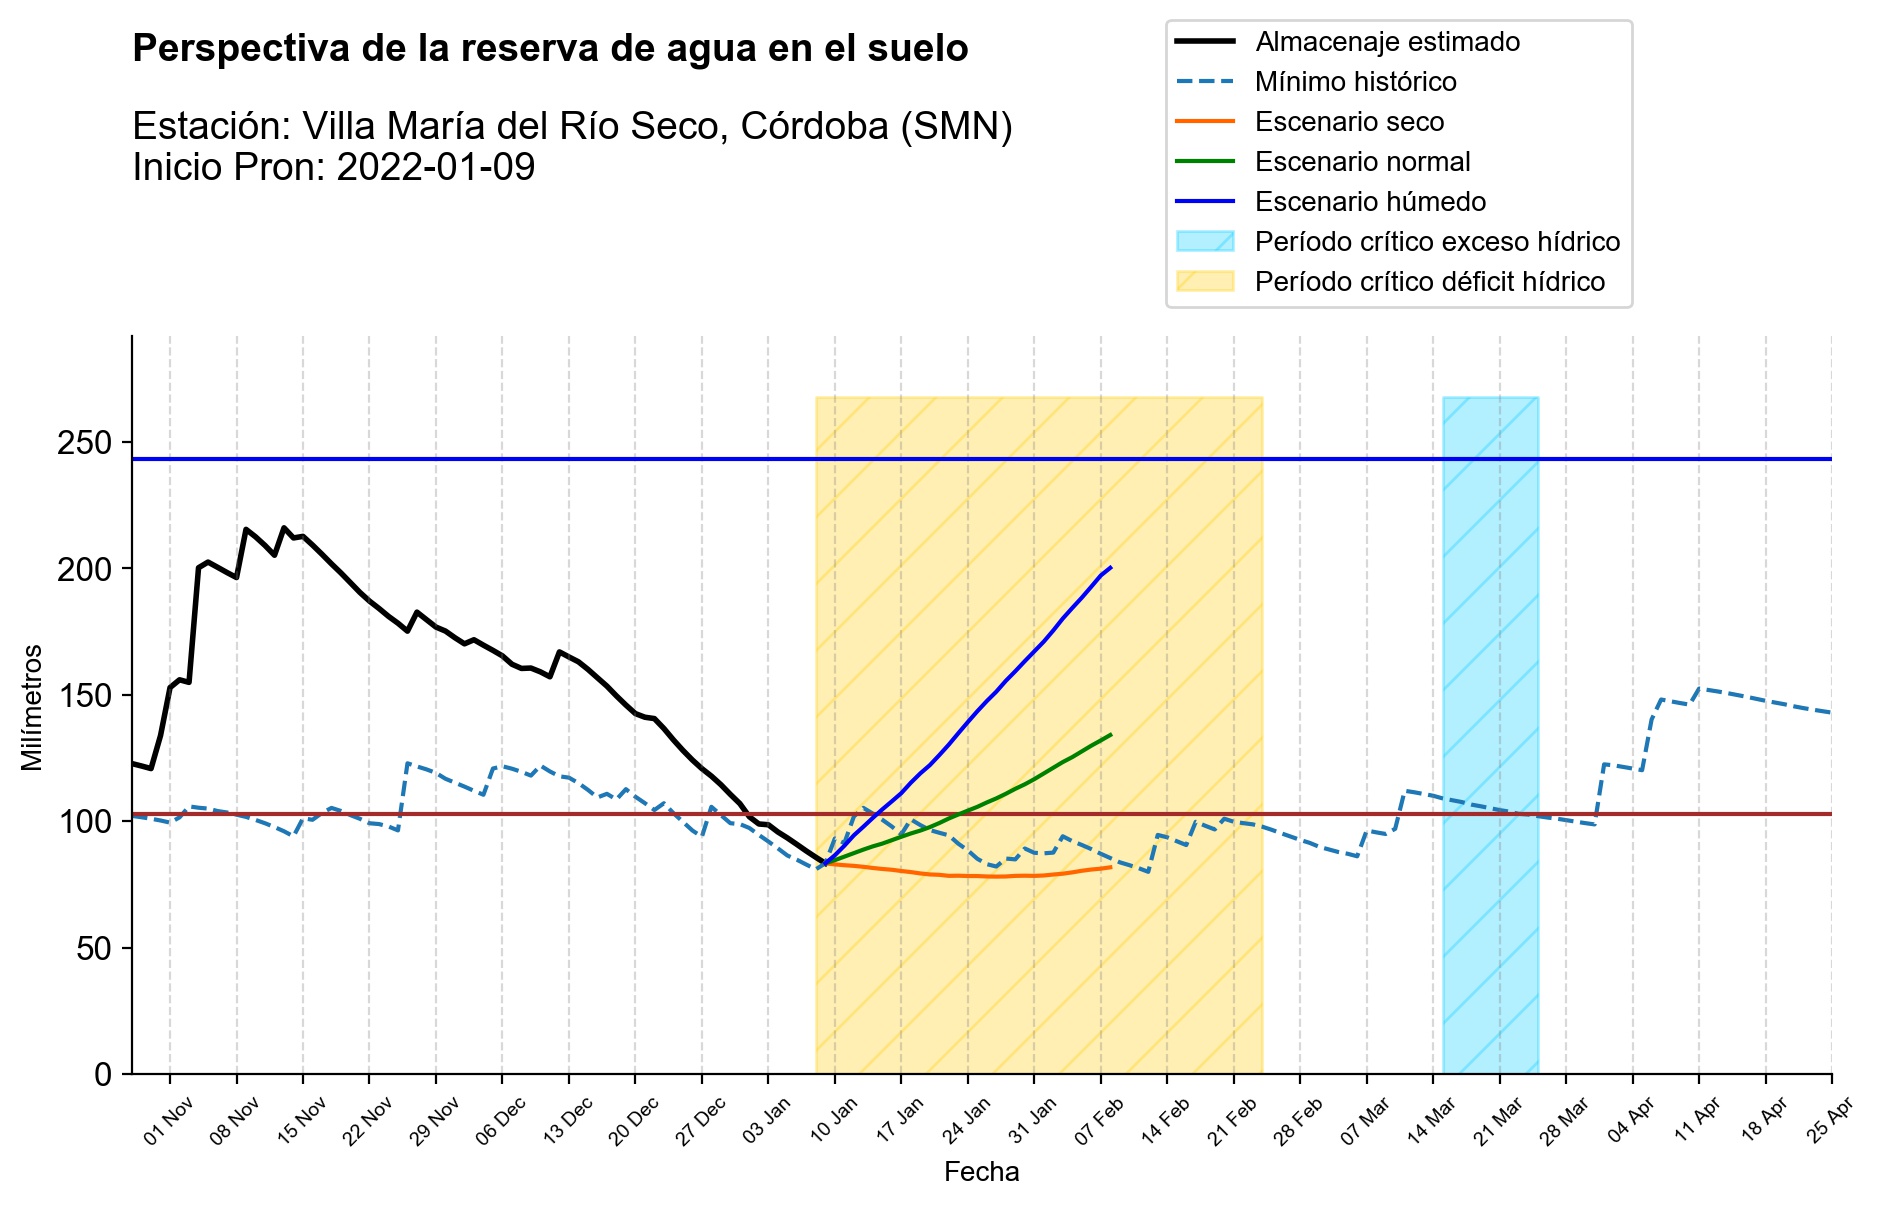 Perspectiva de la reserva de agua en el suelo
Estación: Villa María del Río Seco, Córdoba (SMN)
Inicio Pron: 2022-01-09
Almacenaje estimado
Mínimo histórico
Escenario seco
Escenario normal
Escenario húmedo
Período crítico exceso hídrico
Período crítico déficit hídrico
250
200
150
100
50
0
Milímetros
01 Nov
08 Nov
15 Nov
22 Nov
29 Nov
06 Dec
13 Dec
20 Dec
27 Dec
03 Jan
10 Jan
17 Jan
24 Jan
31 Jan
07 Feb
14 Feb
21 Feb
28 Feb
07 Mar
14 Mar
21 Mar
28 Mar
04 Apr
11 Apr
18 Apr
25 Apr
Fecha